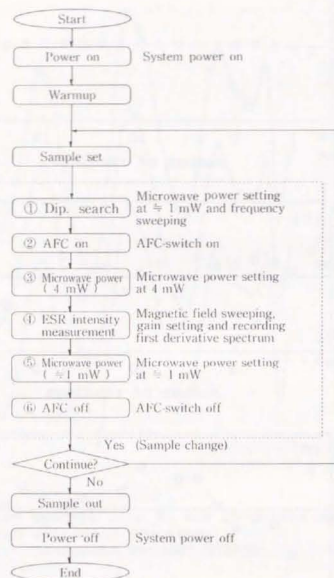 Start
Power on
System power on
Warmup
Sample set
① Dip. search
Microwave power setting
at ≒ 1 mW and frequency
sweeping
② AFC on
AFC-switch on
③ Microwave power
( 4 mW )
Microwave power setting
at 4 mW
④ ESR intensity
measurement
Magnetic field sweeping,
gain setting and recording
first derivative spectrum
⑤ Microwave power
( ≒1 mW )
Microwave power setting
at ≒ 1 mW
⑥ AFC off
AFC-switch off
Yes (Sample change)
Continue?
No
Sample out
Power off
System power off
End